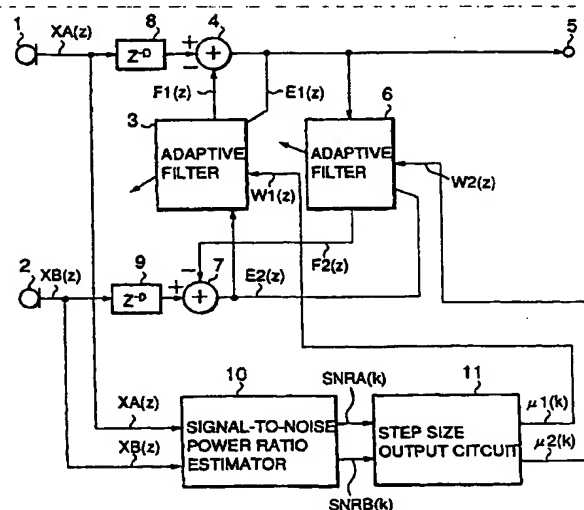 1 XA(z) 8 Z⁻ᴰ + − 4 5
F1(z) E1(z)
3 ADAPTIVE FILTER
6 ADAPTIVE FILTER
W1(z) W2(z)
F2(z)
2 XB(z) 9 Z⁻ᴰ + − 7 E2(z)
10 SNRA(k) 11
XA(z)
XB(z)
SIGNAL-TO-NOISE
POWER RATIO
ESTIMATOR
STEP SIZE
OUTPUT CITCUIT
μ1(k)
μ2(k)
SNRB(k)